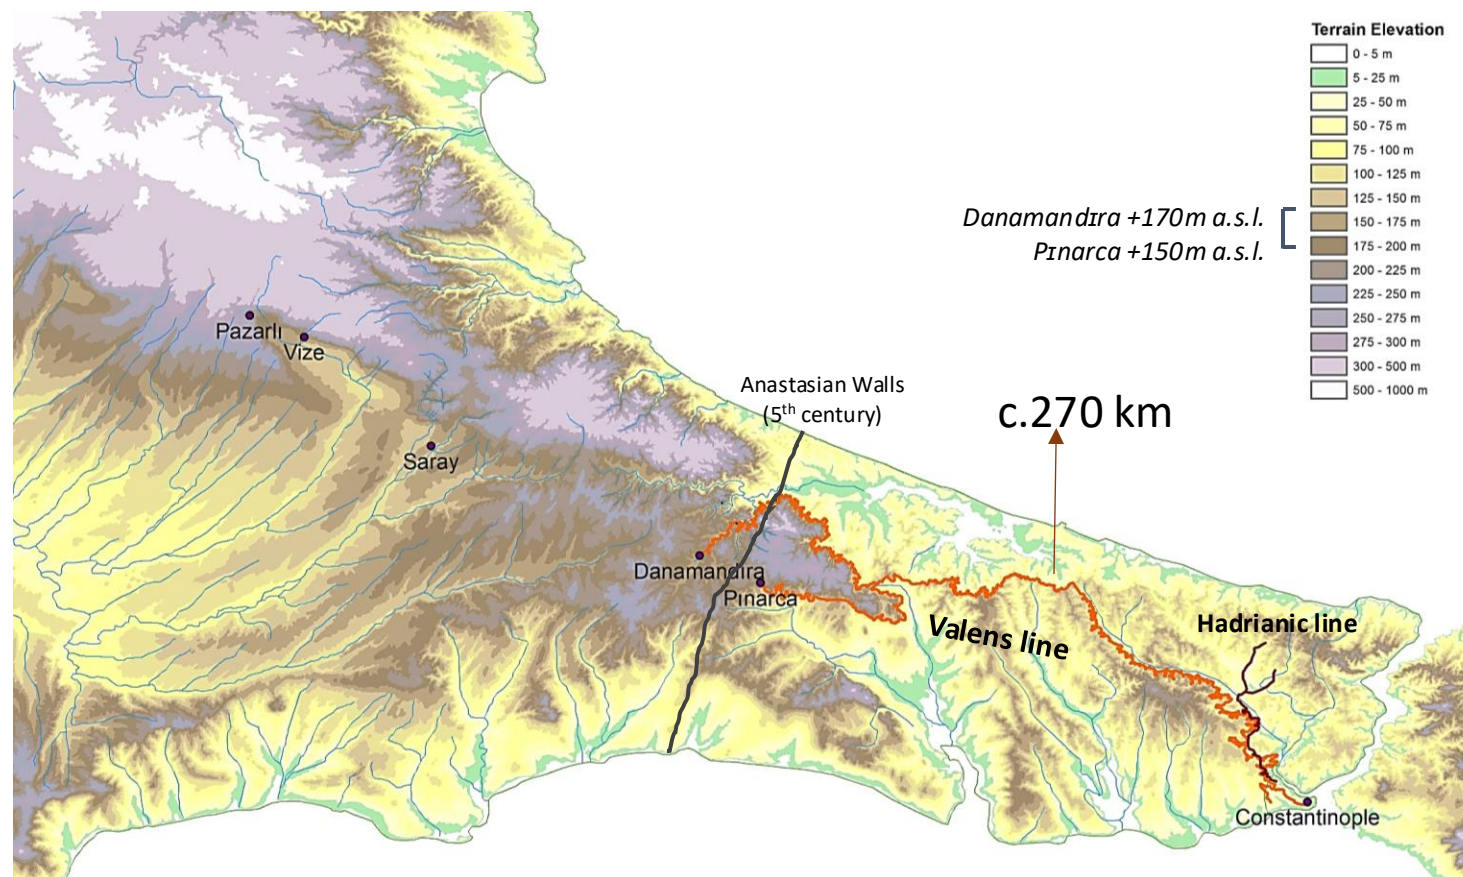 Terrain Elevation
0 - 5 m
5 - 25 m
25 - 50 m
50 - 75 m
75 - 100 m
100 - 125 m
125 - 150 m
150 - 175 m
175 - 200 m
200 - 225 m
225 - 250 m
250 - 275 m
275 - 300 m
300 - 500 m
500 - 1000 m
Danamandıra +170m a.s.l.
Pınarca +150m a.s.l.
Pazarlı
Vize
Anastasian Walls
(5th century)
c.270 km
Saray
Danamandıra
Pınarca
Valens line
Hadrianic line
Constantinople